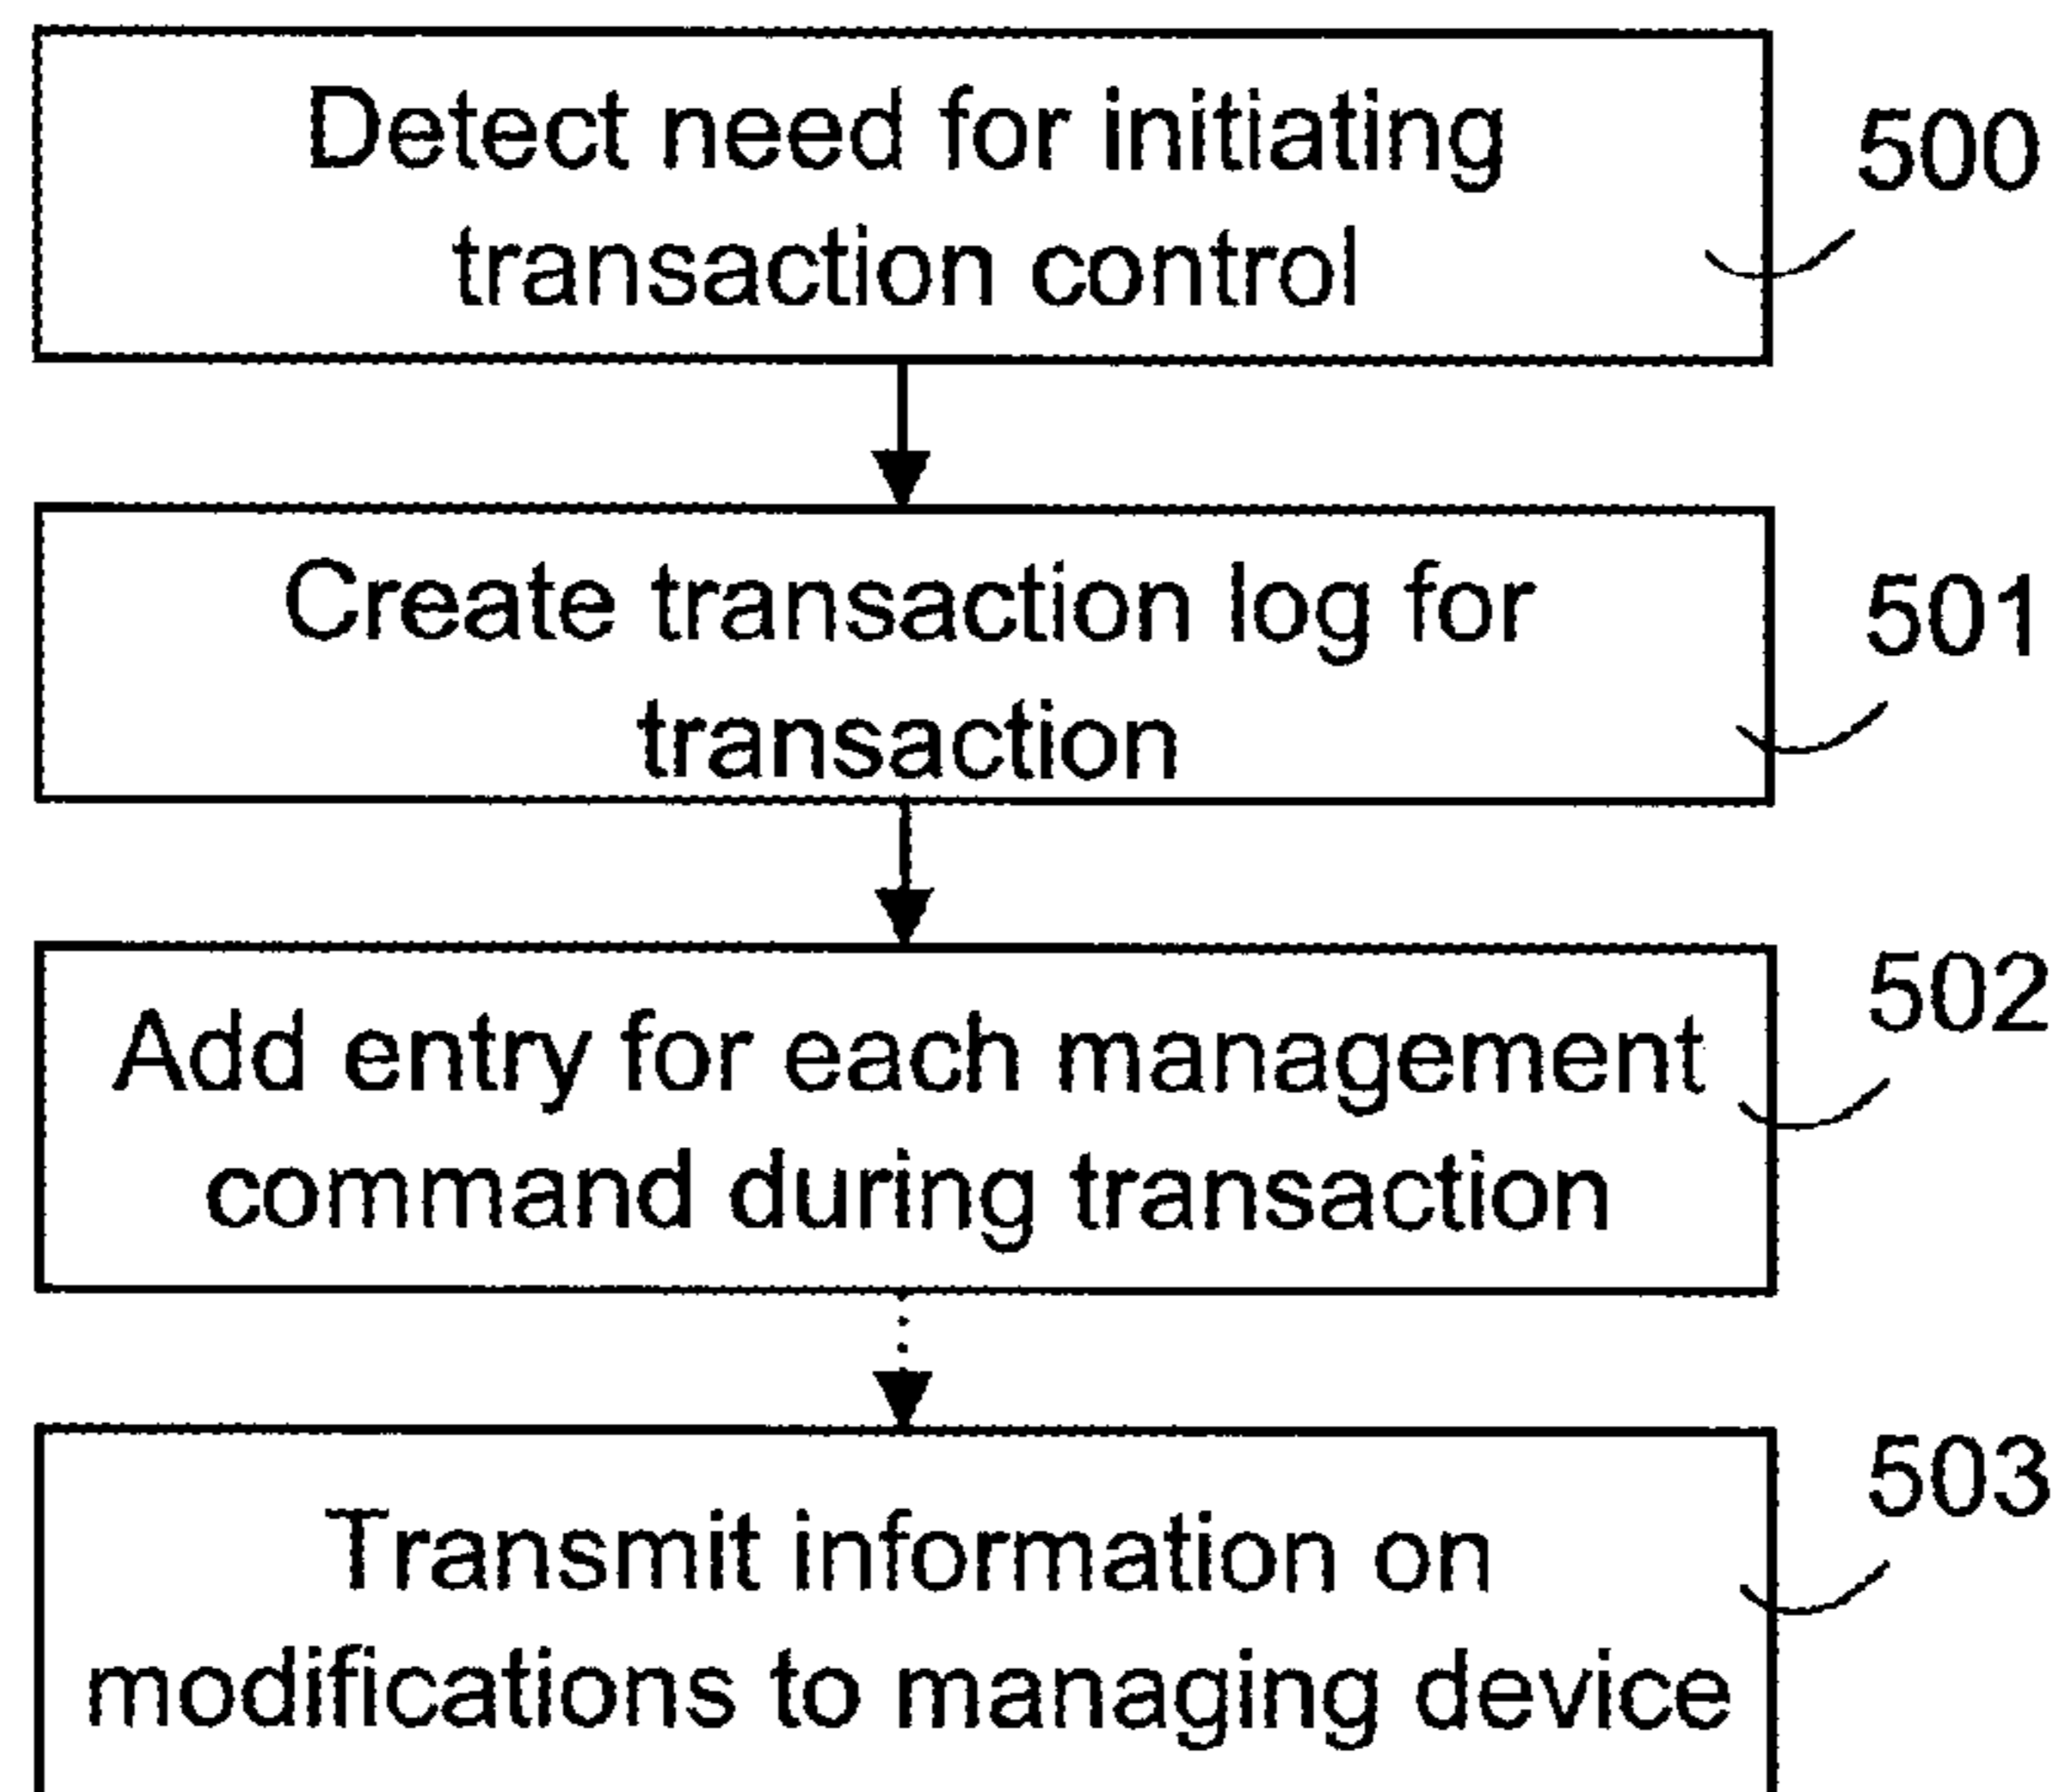 Detect need for initiating
transaction control
500
Create transaction log for
transaction
501
Add entry for each management
command during transaction
502
Transmit information on
modifications to managing device
503